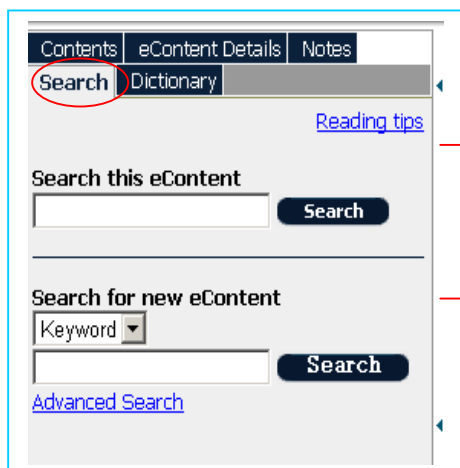 Contents eContent Details Notes
Search Dictionary
Reading tips
Search this eContent
Search
Search for new eContent
Keyword
Search
Advanced Search